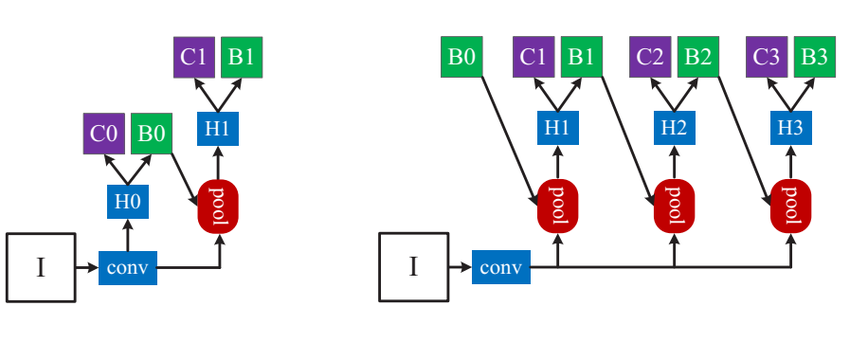 C1 B1
C0 B0
H1
H0
pool
I
conv
B0 C1 B1 C2 B2 C3 B3
H1 H2 H3
pool pool pool
I
conv